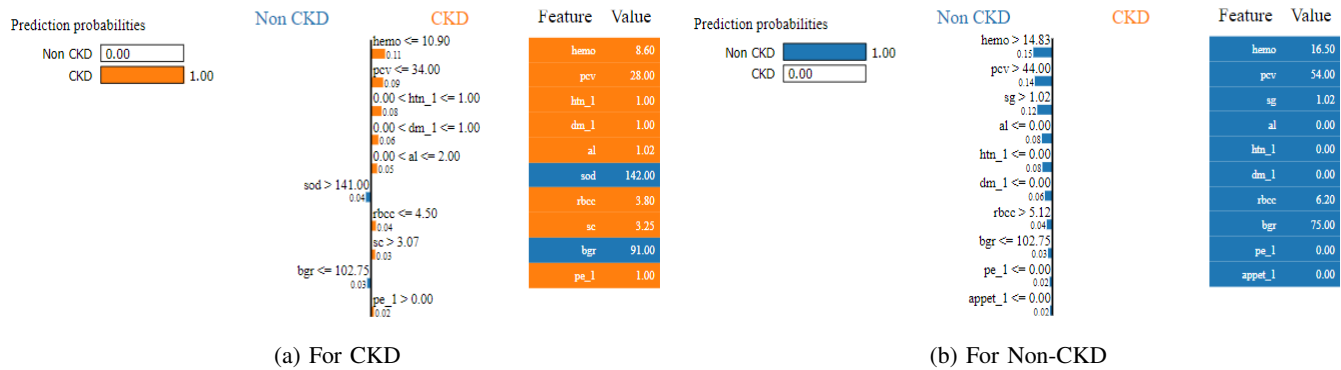 Prediction probabilities
Non CKD 0.00
CKD 1.00
Non CKD CKD
hemo <= 10.90
0.11
pcv <= 34.00
0.09
0.00 < htn_1 <= 1.00
0.08
0.00 < dm_1 <= 1.00
0.06
0.00 < al <= 2.00
0.05
sod > 141.00
0.04
rbcc <= 4.50
0.04
sc > 3.07
0.03
bgr <= 102.75
0.03
pe_1 > 0.00
0.02
Feature Value
hemo 8.60
pcv 28.00
htn_1 1.00
dm_1 1.00
al 1.02
sod 142.00
rbcc 3.80
sc 3.25
bgr 91.00
pe_1 1.00
(a) For CKD
Prediction probabilities
Non CKD 1.00
CKD 0.00
Non CKD CKD
hemo > 14.83
0.15
pcv > 44.00
0.14
sg > 1.02
0.12
al <= 0.00
0.08
htn_1 <= 0.00
0.08
dm_1 <= 0.00
0.06
rbcc > 5.12
0.04
bgr <= 102.75
0.03
pe_1 <= 0.00
0.02
appet_1 <= 0.00
0.02
Feature Value
hemo 16.50
pcv 54.00
sg 1.02
al 0.00
htn_1 0.00
dm_1 0.00
rbcc 6.20
bgr 75.00
pe_1 0.00
appet_1 0.00
(b) For Non-CKD